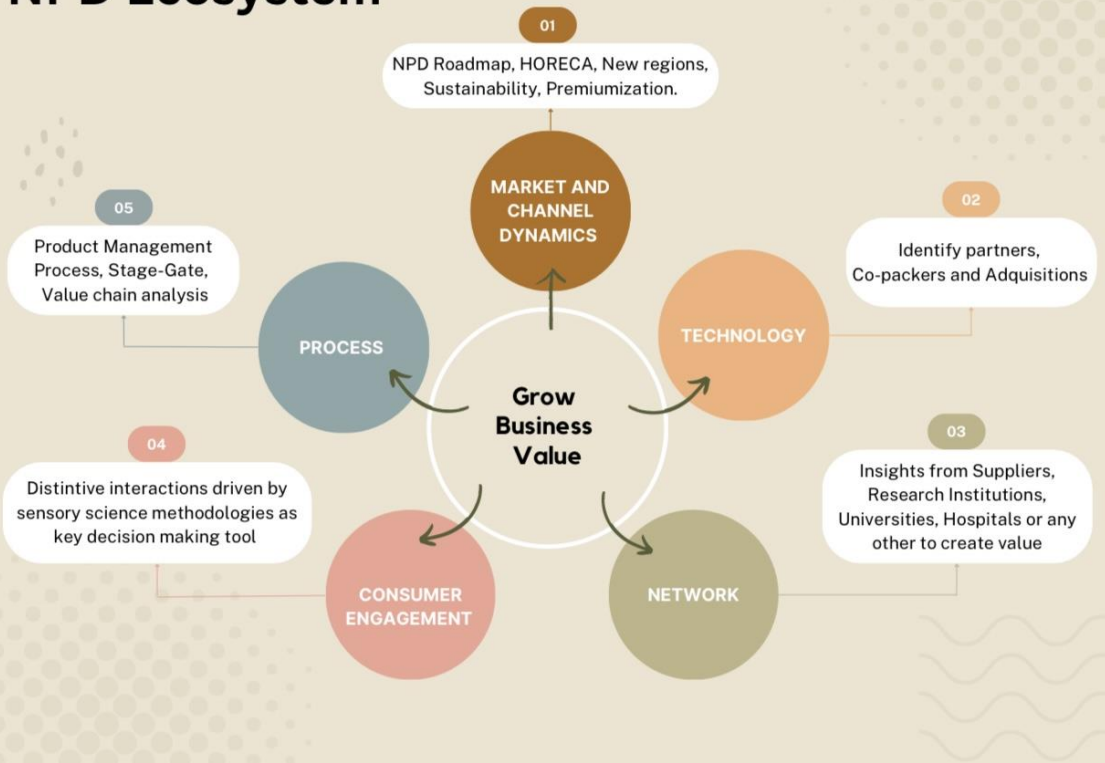 NPD Ecosystem
01
NPD Roadmap, HORECA, New regions,
Sustainability, Premiumization.
MARKET AND
CHANNEL
DYNAMICS
02
Identify partners,
Co-packers and Adquisitions
TECHNOLOGY
03
Insights from Suppliers,
Research Institutions,
Universities, Hospitals or any
other to create value
NETWORK
04
Distintive interactions driven by
sensory science methodologies as
key decision making tool
CONSUMER
ENGAGEMENT
05
Product Management
Process, Stage-Gate,
Value chain analysis
PROCESS
Grow
Business
Value